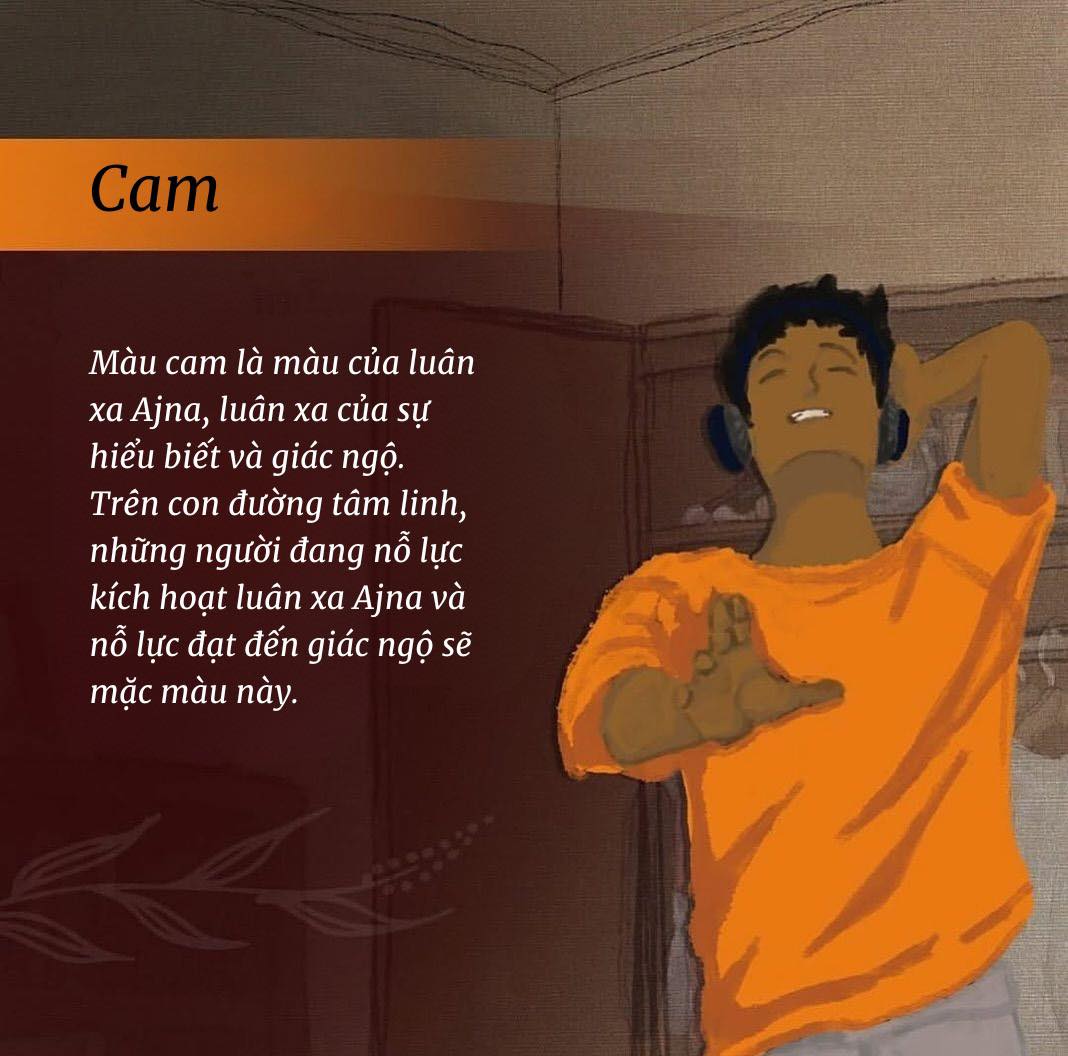 Cam
Màu cam là màu của luân
xa Ajna, luân xa của sự
hiểu biết và giác ngộ.
Trên con đường tâm linh,
những người đang nỗ lực
kích hoạt luân xa Ajna và
nỗ lực đạt đến giác ngộ sẽ
mặc màu này.